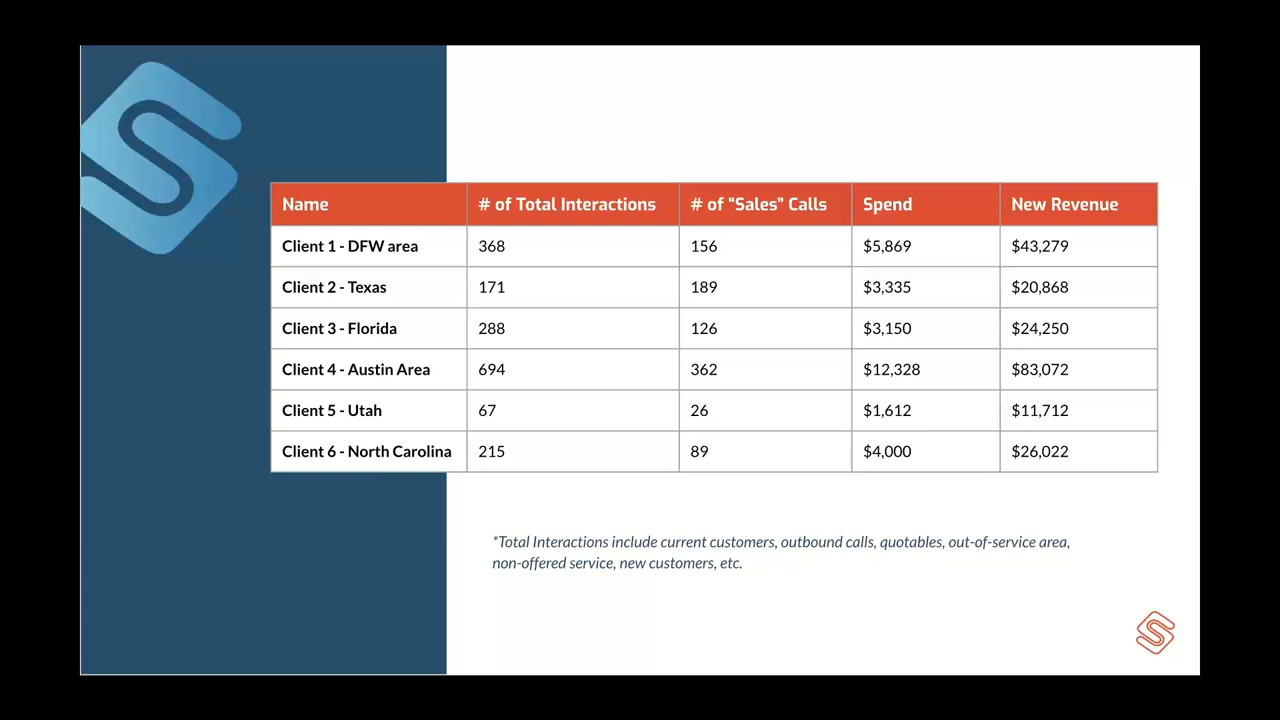 Name # of Total Interactions # of “Sales” Calls Spend New Revenue
Client 1 - DFW area 368 156 $5,869 $43,279
Client 2 - Texas 171 189 $3,335 $20,868
Client 3 - Florida 288 126 $3,150 $24,250
Client 4 - Austin Area 694 362 $12,328 $83,072
Client 5 - Utah 67 26 $1,612 $11,712
Client 6 - North Carolina 215 89 $4,000 $26,022
*Total Interactions include current customers, outbound calls, quotables, out-of-service area,
non-offered service, new customers, etc.